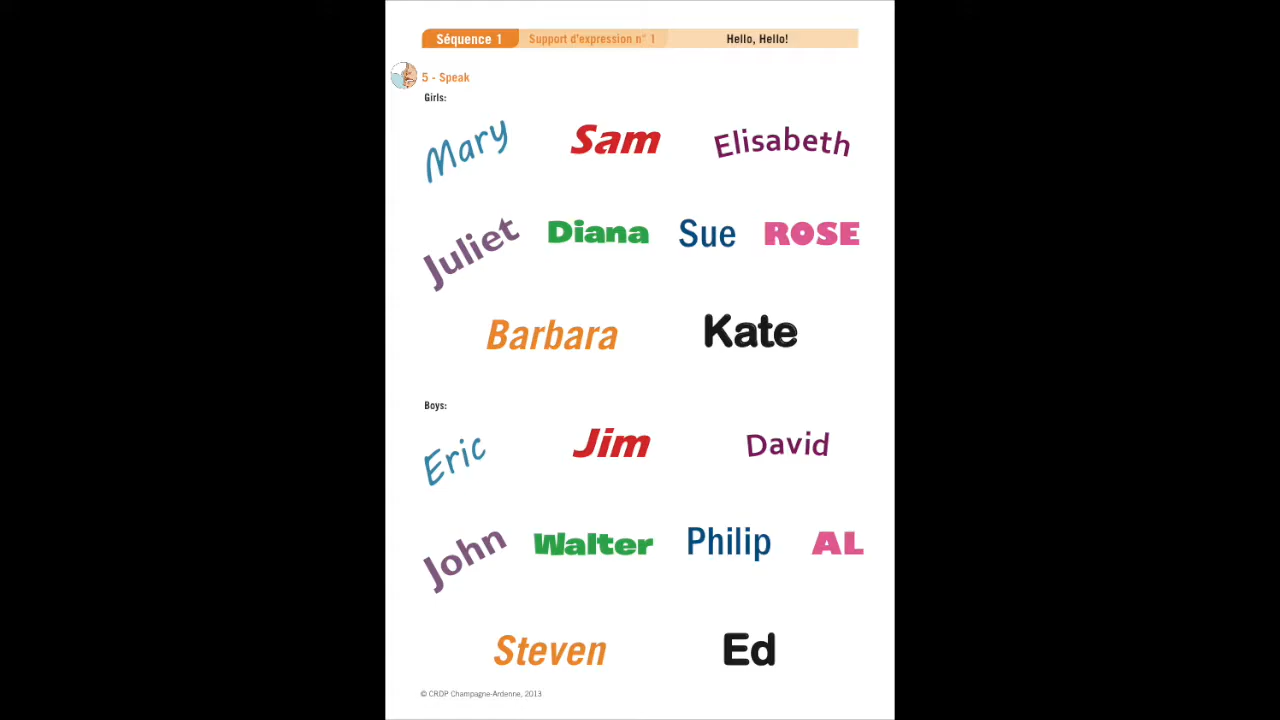 Séquence 1 Support d'expression n° 1 Hello, Hello!
5 - Speak
Girls:
Mary Sam Elisabeth
Juliet Diana Sue ROSE
Barbara Kate
Boys:
Eric Jim David
John Walter Philip AL
Steven Ed
© CRDP Champagne-Ardenne, 2013